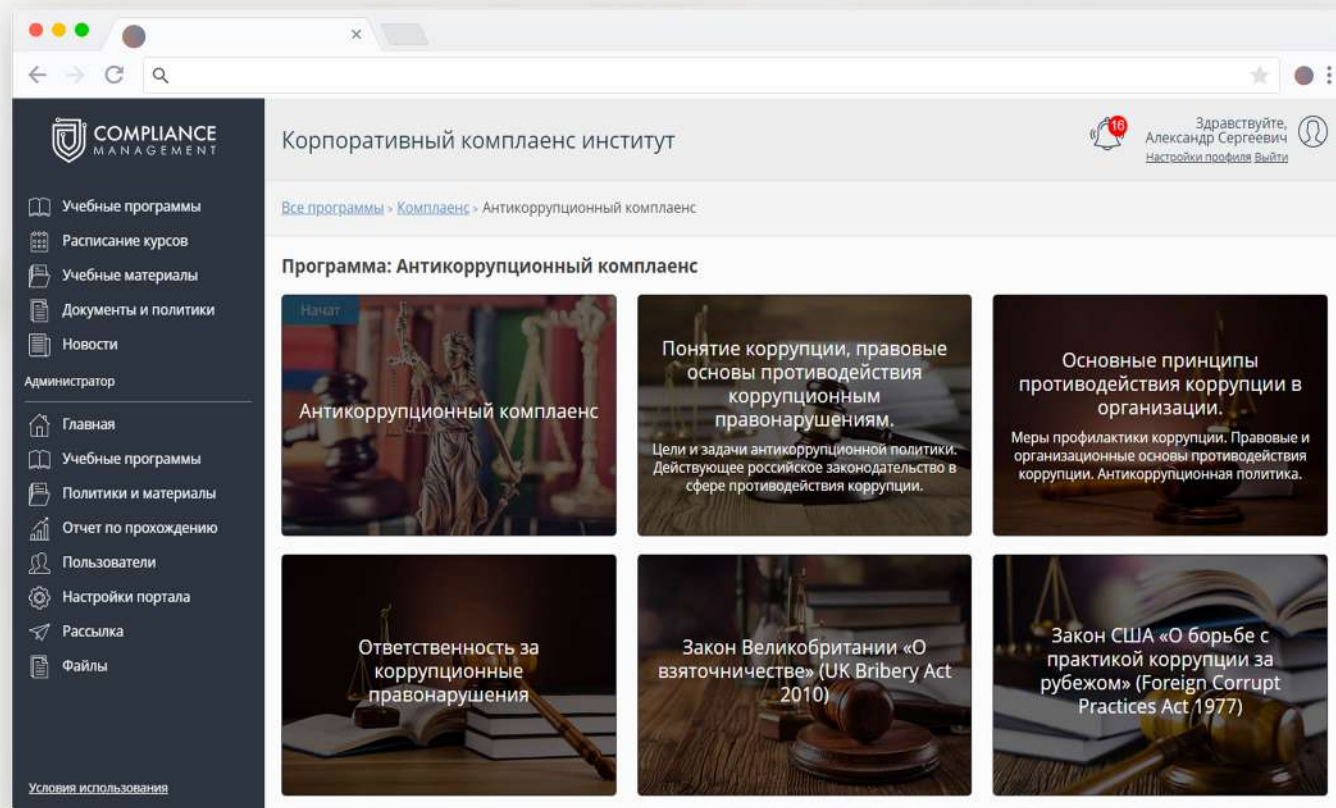 COMPLIANCE
MANAGEMENT
Учебные программы
Расписание курсов
Учебные материалы
Документы и политики
Новости
Администратор
Главная
Учебные программы
Политики и материалы
Отчет по прохождению
Пользователи
Настройки портала
Рассылка
Файлы
Условия использования
Корпоративный комплаенс институт
16
Здравствуйте,
Александр Сергеевич
Настройки профиля Выйти
Все программы » Комплаенс » Антикоррупционный комплаенс
Программа: Антикоррупционный комплаенс
Начат
Антикоррупционный комплаенс
Понятие коррупции, правовые
основы противодействия
коррупционным
правонарушениям.
Цели и задачи антикоррупционной политики.
Действующее российское законодательство в
сфере противодействия коррупции.
Основные принципы
противодействия коррупции в
организации.
Меры профилактики коррупции. Правовые и
организационные основы противодействия
коррупции. Антикоррупционная политика.
Ответственность за
коррупционные
правонарушения
Закон Великобритании «О
взяточничестве» (UK Bribery Act
2010)
Закон США «О борьбе с
практикой коррупции за
рубежом» (Foreign Corrupt
Practices Act 1977)